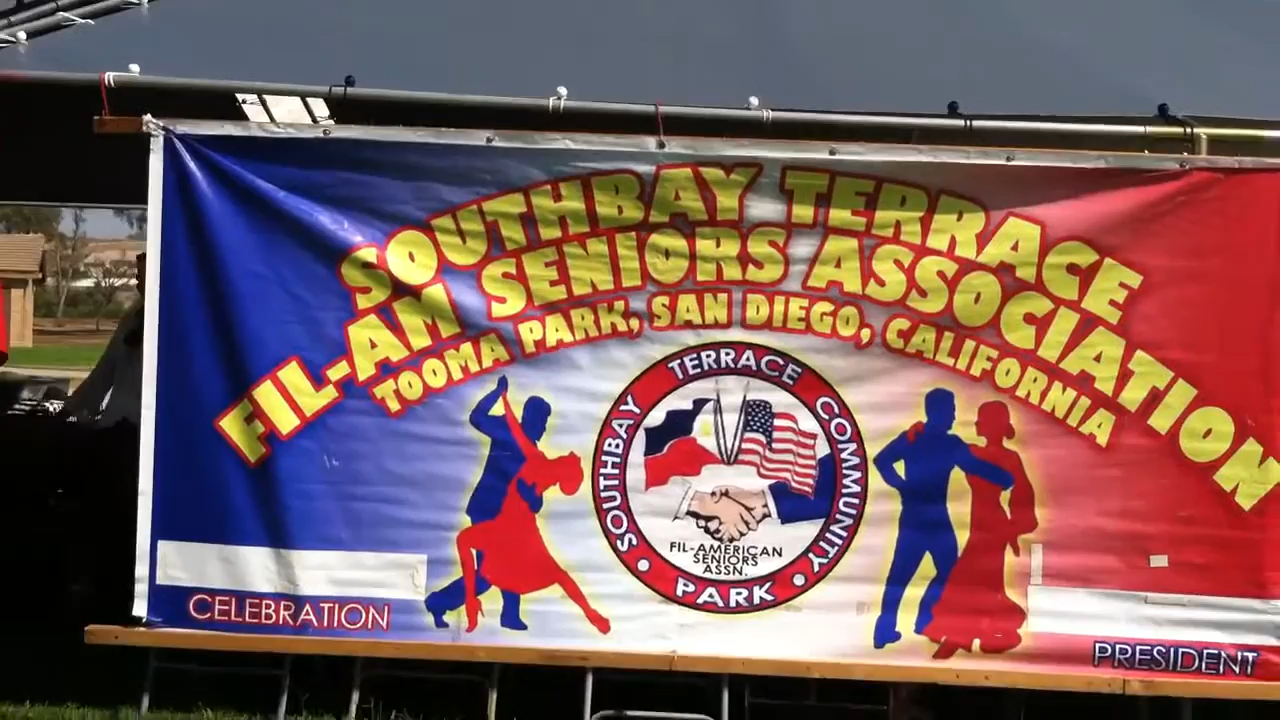 SOUTHBAY TERRACE
FIL-AM SENIORS ASSOCIATION
TOOMA PARK, SAN DIEGO, CALIFORNIA
SOUTHBAY TERRACE COMMUNITY
PARK
FIL-AMERICAN
SENIORS
ASSN.
CELEBRATION
PRESIDENT